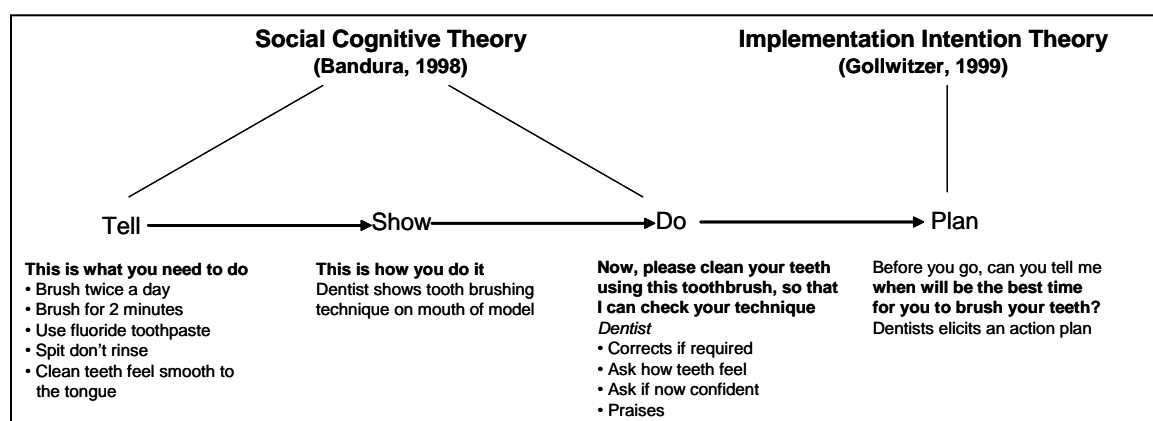 Social Cognitive Theory
(Bandura, 1998)
Implementation Intention Theory
(Gollwitzer, 1999)
Tell
Show
Do
Plan
This is what you need to do
• Brush twice a day
• Brush for 2 minutes
• Use fluoride toothpaste
• Spit don't rinse
• Clean teeth feel smooth to
the tongue
This is how you do it
Dentist shows tooth brushing
technique on mouth of model
Now, please clean your teeth
using this toothbrush, so that
I can check your technique
Dentist
• Corrects if required
• Ask how teeth feel
• Ask if now confident
• Praises
Before you go, can you tell me
when will be the best time
for you to brush your teeth?
Dentists elicits an action plan